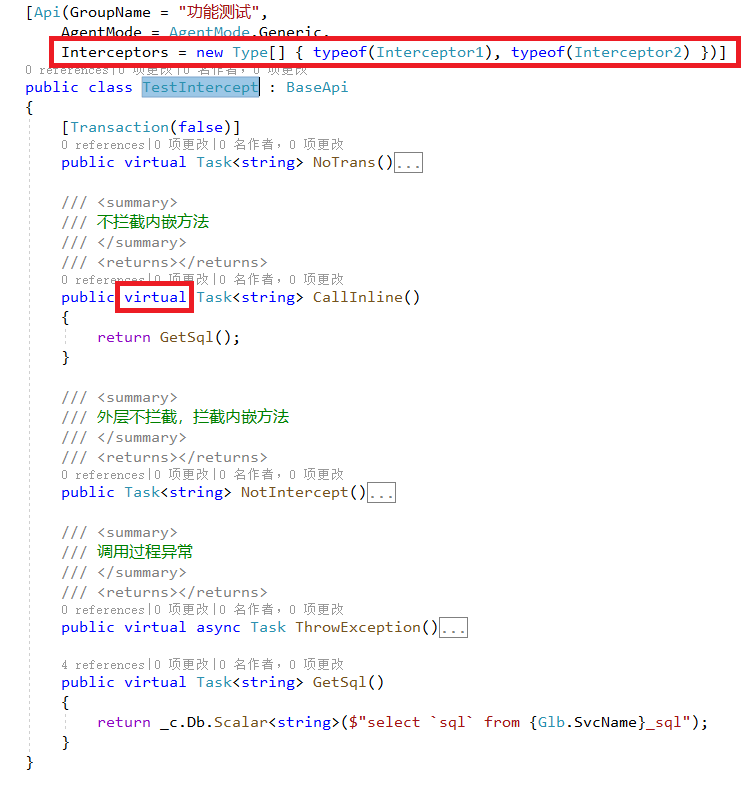 [Api(GroupName = "功能测试",
AgentMode = AgentMode.Generic,
Interceptors = new Type[] { typeof(Interceptor1), typeof(Interceptor2) })]
0 references|0 项更改|0 名作者, 0 项更改
public class TestIntercept : BaseApi
{
[Transaction(false)]
0 references|0 项更改|0 名作者, 0 项更改
public virtual Task<string> NoTrans()...
/// <summary>
/// 不拦截内嵌方法
/// </summary>
/// <returns></returns>
0 references|0 项更改|0 名作者, 0 项更改
public virtual Task<string> CallInline()
{
return GetSql();
}
/// <summary>
/// 外层不拦截，拦截内嵌方法
/// </summary>
/// <returns></returns>
0 references|0 项更改|0 名作者, 0 项更改
public Task<string> NotIntercept()...
/// <summary>
/// 调用过程异常
/// </summary>
/// <returns></returns>
0 references|0 项更改|0 名作者, 0 项更改
public virtual async Task ThrowException()...
4 references|0 项更改|0 名作者, 0 项更改
public virtual Task<string> GetSql()
{
return _c.Db.Scalar<string>($"select `sql` from {Glb.SvcName}_sql");
}
}